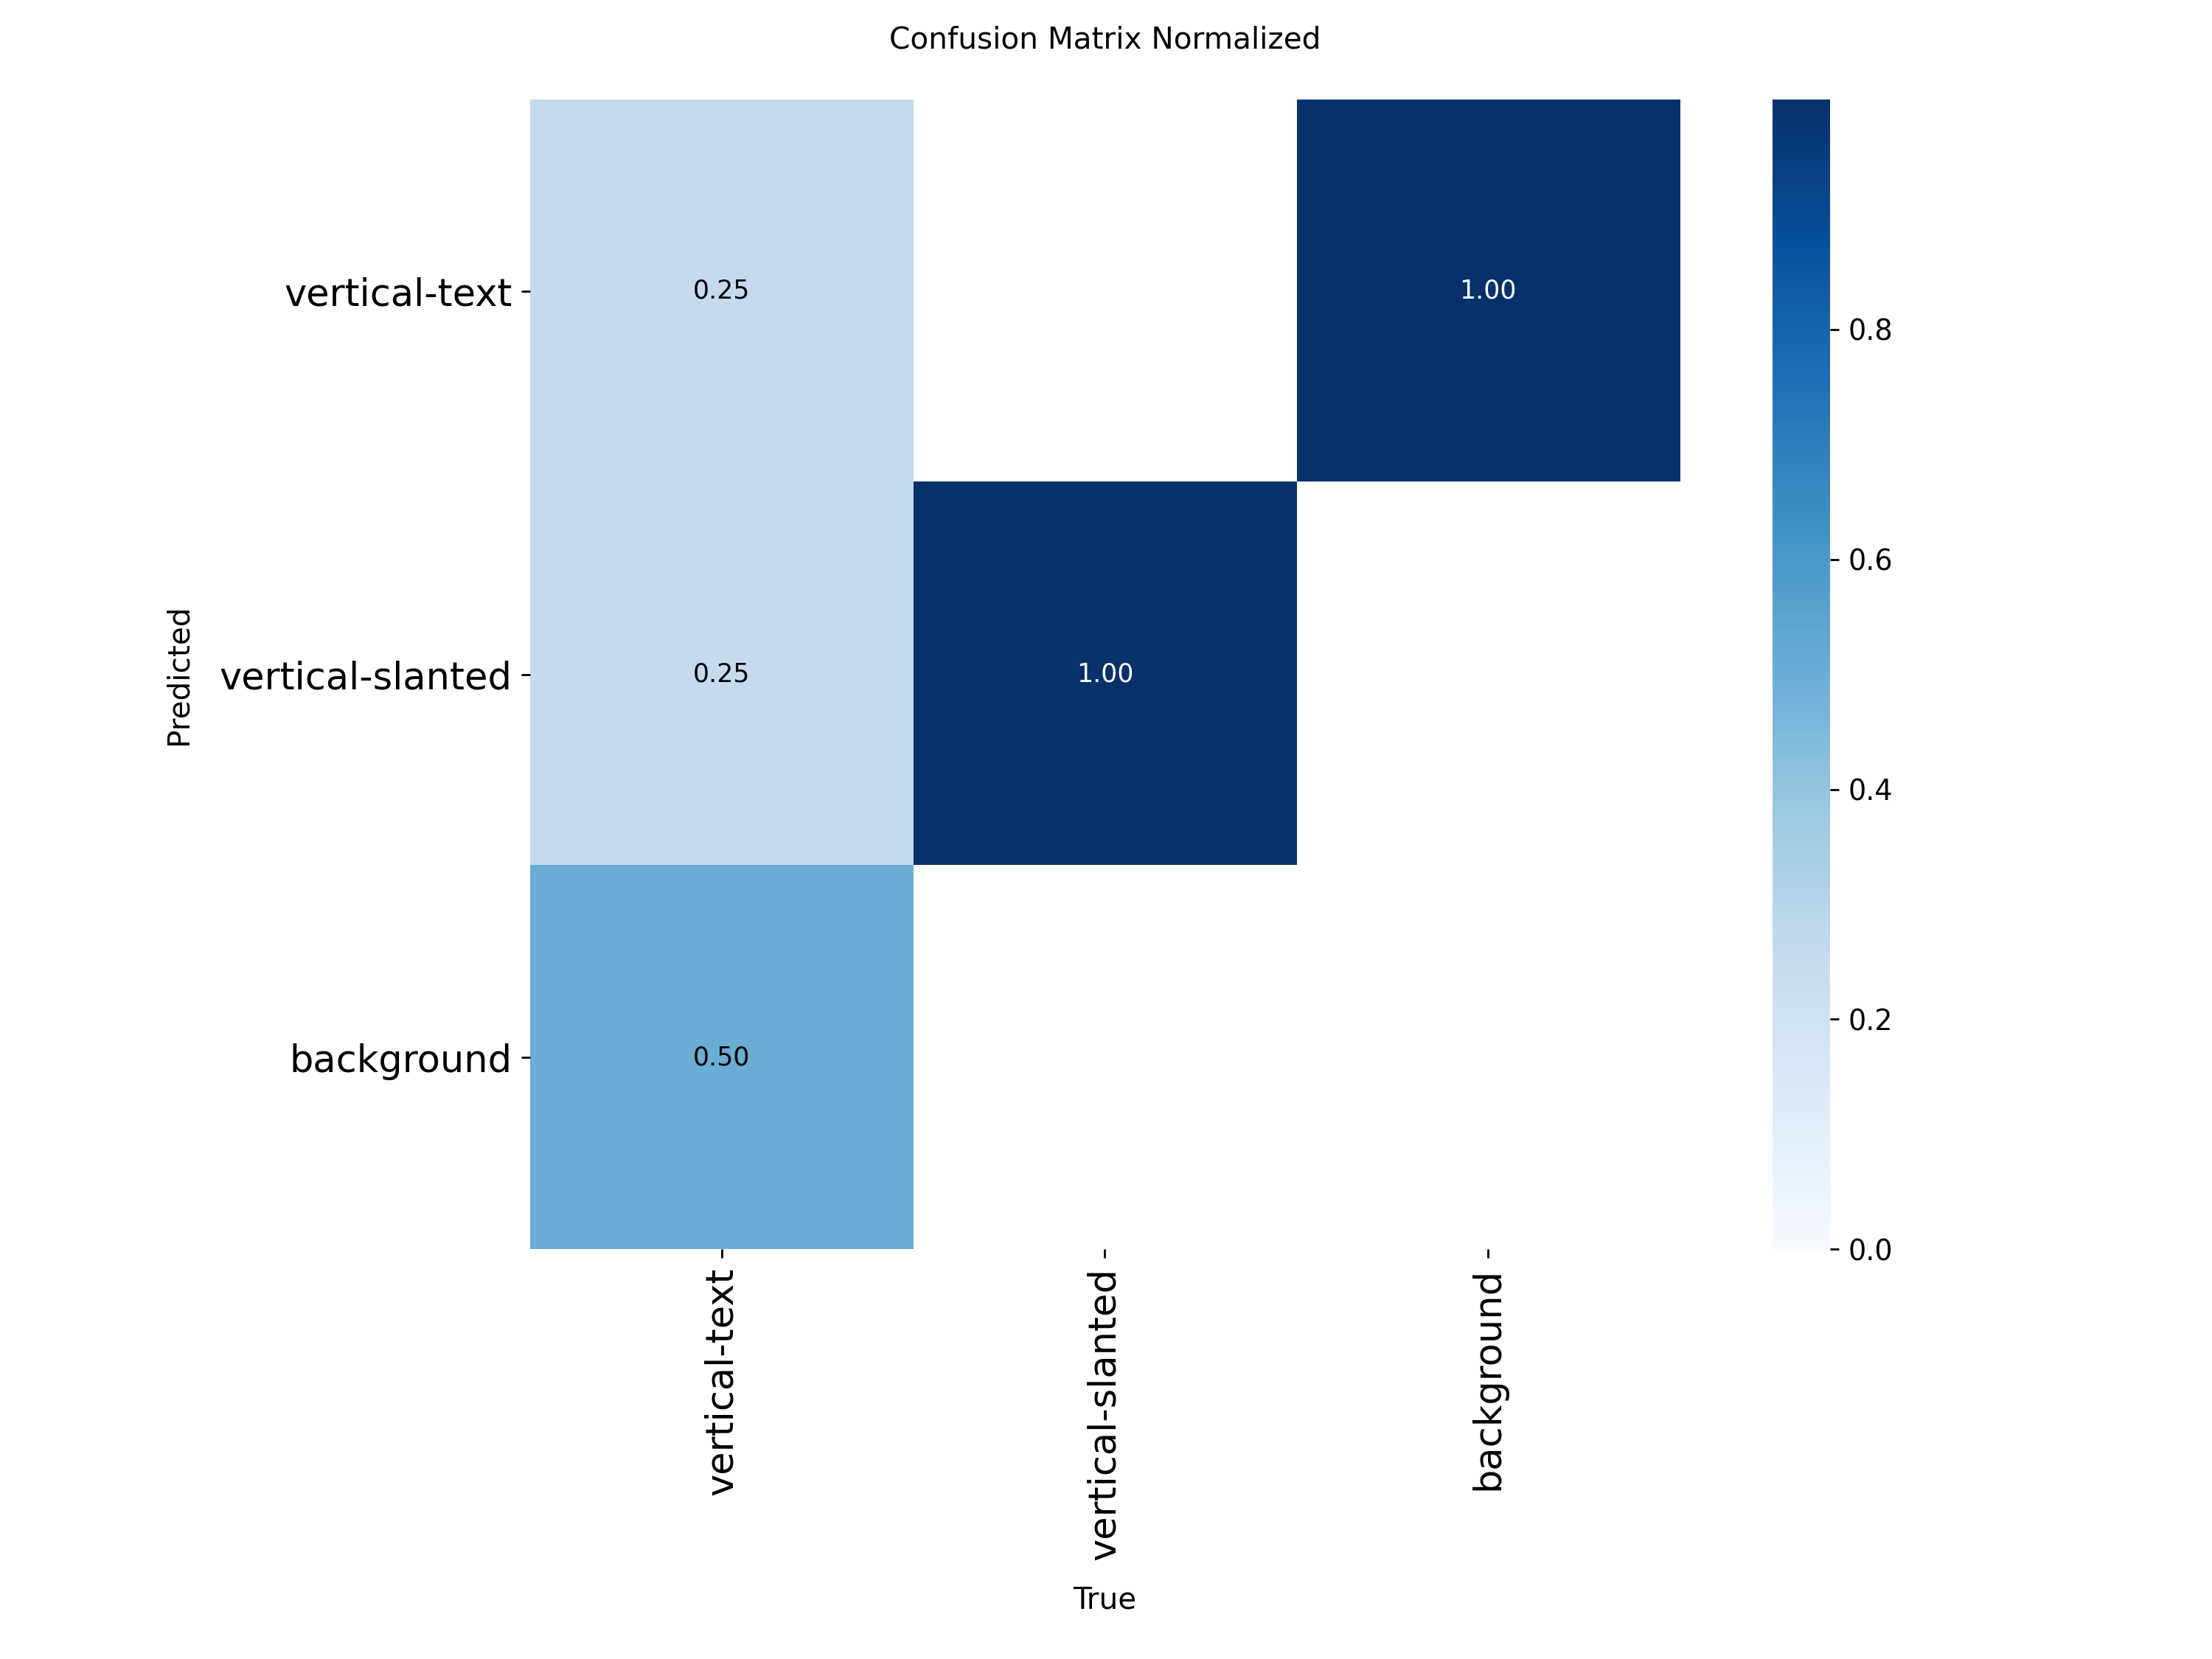 Confusion Matrix Normalized
vertical-text
0.25
1.00
0.8
0.6
Predicted
vertical-slanted
0.25
1.00
0.4
background
0.50
0.2
0.0
vertical-text
vertical-slanted
background
True